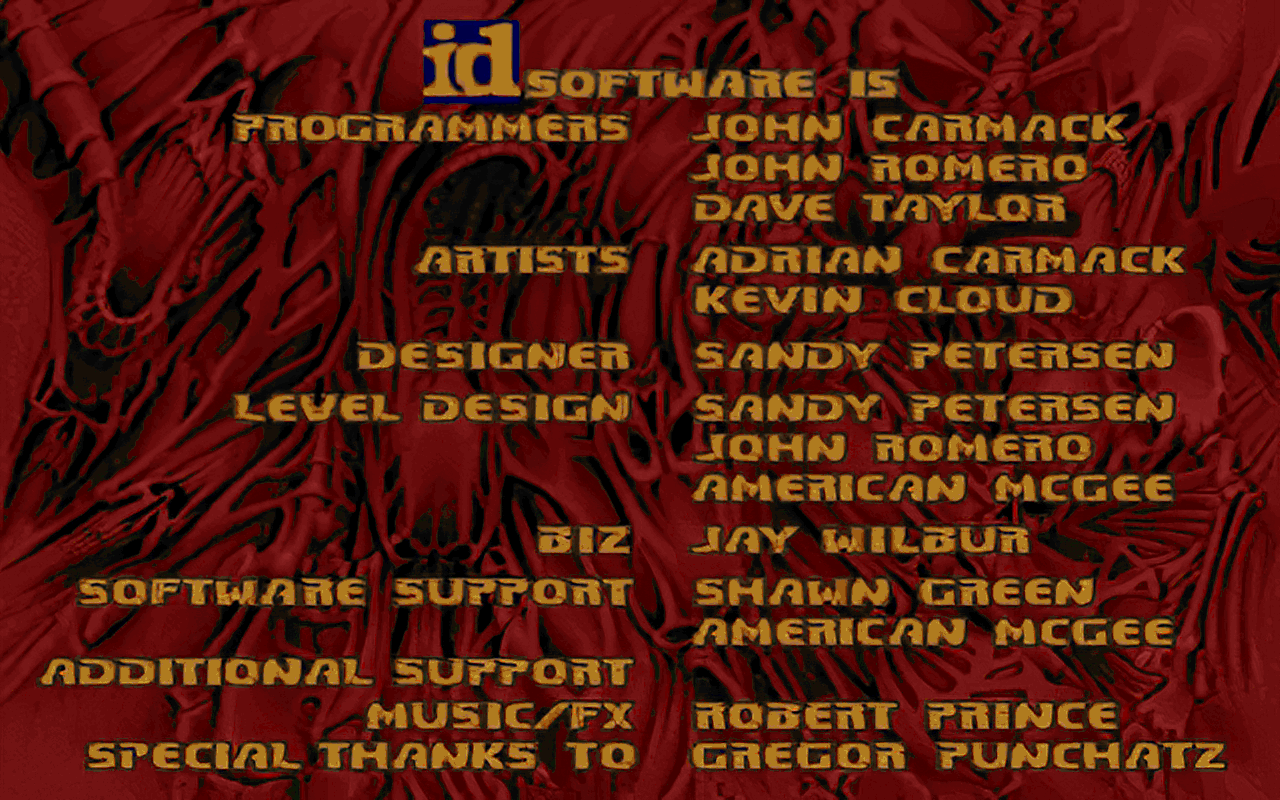 id SOFTWARE IS
PROGRAMMERS JOHN CARMACK
JOHN ROMERO
DAVE TAYLOR
ARTISTS ADRIAN CARMACK
KEVIN CLOUD
DESIGNER SANDY PETERSEN
LEVEL DESIGN SANDY PETERSEN
JOHN ROMERO
AMERICAN MCGEE
BIZ JAY WILBUR
SOFTWARE SUPPORT SHAWN GREEN
AMERICAN MCGEE
ADDITIONAL SUPPORT
MUSIC/FX ROBERT PRINCE
SPECIAL THANKS TO GREGOR PUNCHATZ